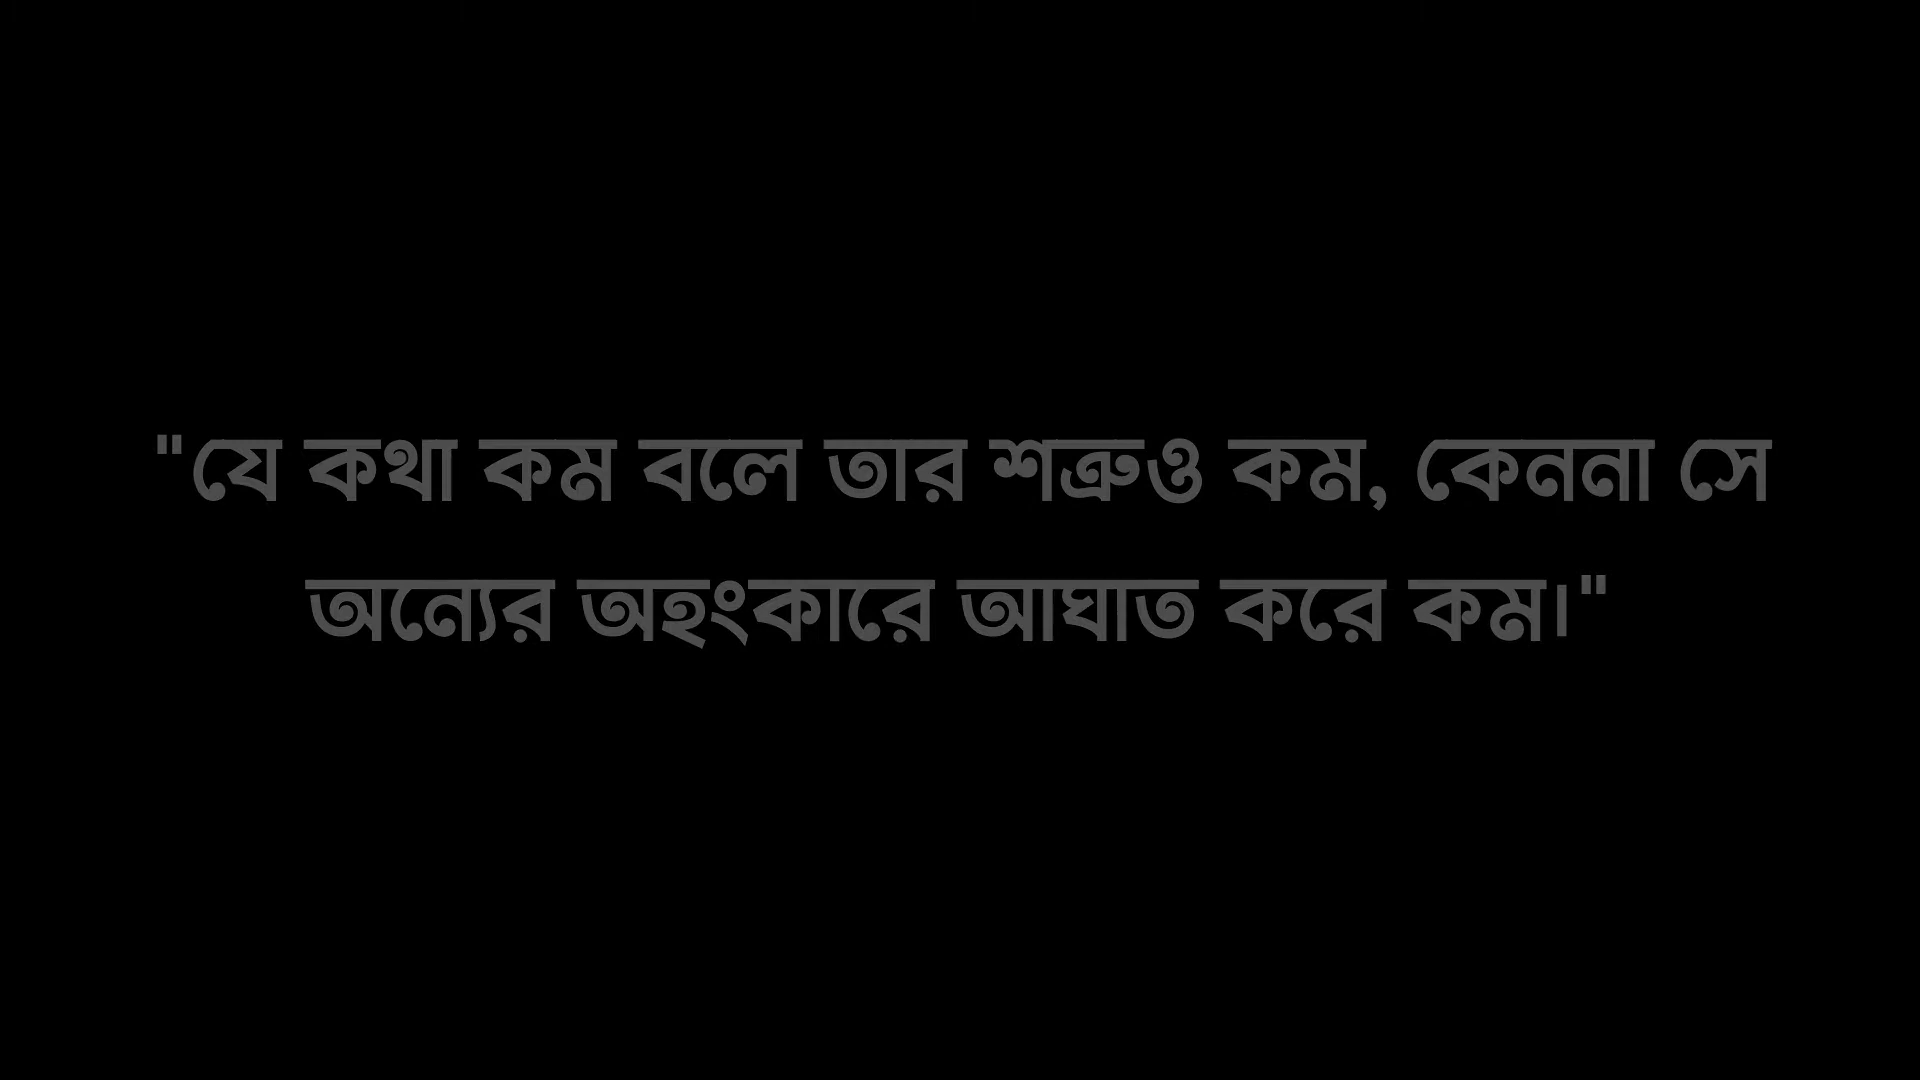 "যে কথা কম বলে তার শত্রুও কম, কেননা সে
অন্যের অহংকারে আঘাত করে কম।"